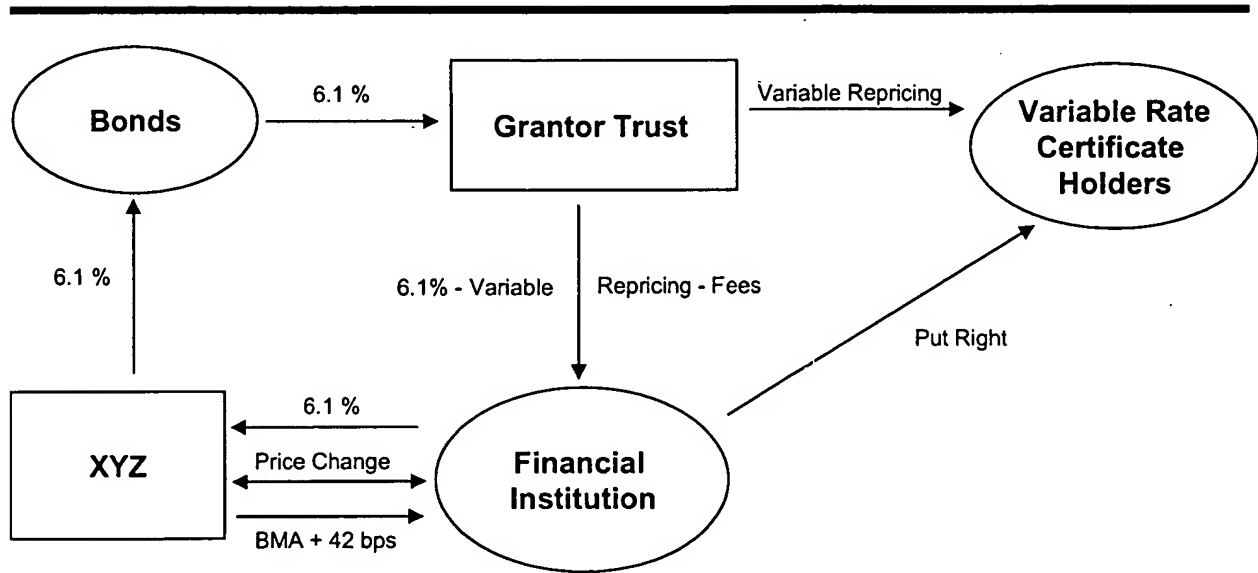 6.1 %
Variable Repricing
Bonds
Grantor Trust
Variable Rate
Certificate
Holders
6.1 %
6.1% - Variable
Repricing - Fees
Put Right
6.1 %
XYZ
Price Change
Financial
Institution
BMA + 42 bps